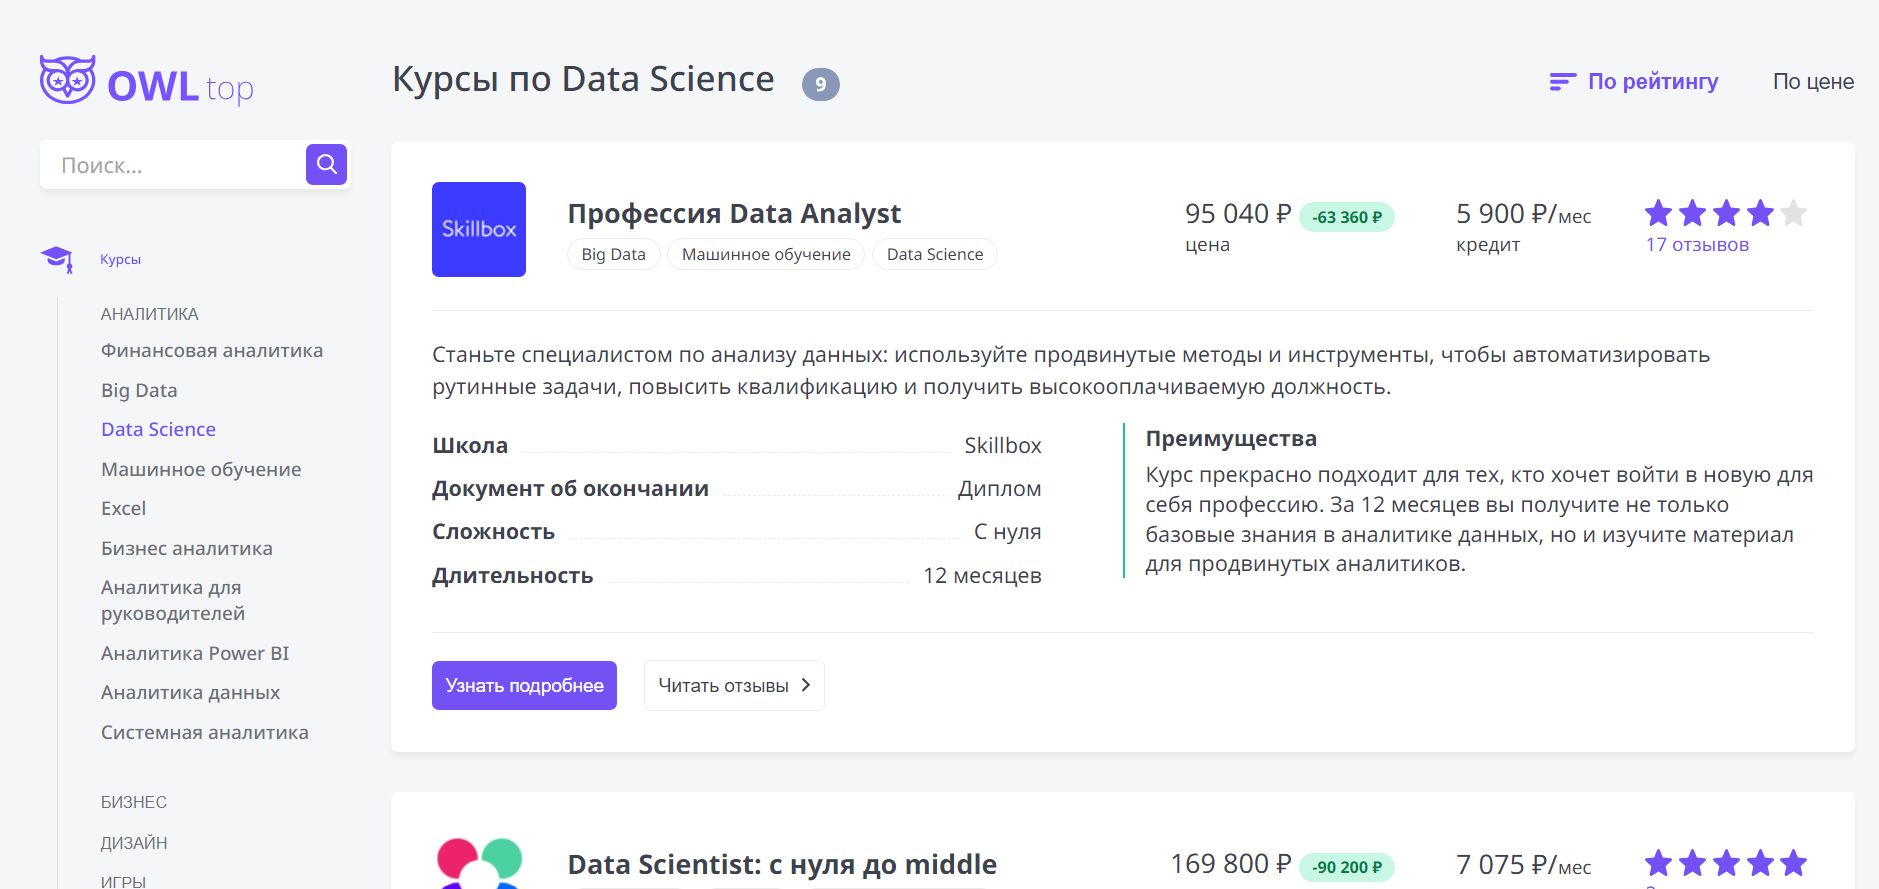 OWL top
Поиск...
Курсы
АНАЛИТИКА
Финансовая аналитика
Big Data
Data Science
Машинное обучение
Excel
Бизнес аналитика
Аналитика для
руководителей
Аналитика Power BI
Аналитика данных
Системная аналитика
БИЗНЕС
ДИЗАЙН
ИГРЫ
Курсы по Data Science 9
По рейтингу По цене
Skillbox
Профессия Data Analyst
Big Data Машинное обучение Data Science
95 040 ₽ -63 360 ₽
цена
5 900 ₽/мес
кредит
17 отзывов
Станьте специалистом по анализу данных: используйте продвинутые методы и инструменты, чтобы автоматизировать
рутинные задачи, повысить квалификацию и получить высокооплачиваемую должность.
Школа Skillbox
Документ об окончании Диплом
Сложность С нуля
Длительность 12 месяцев
Преимущества
Курс прекрасно подходит для тех, кто хочет войти в новую для
себя профессию. За 12 месяцев вы получите не только
базовые знания в аналитике данных, но и изучите материал
для продвинутых аналитиков.
Узнать подробнее Читать отзывы
Data Scientist: с нуля до middle
169 800 ₽ -90 200 ₽
7 075 ₽/мес